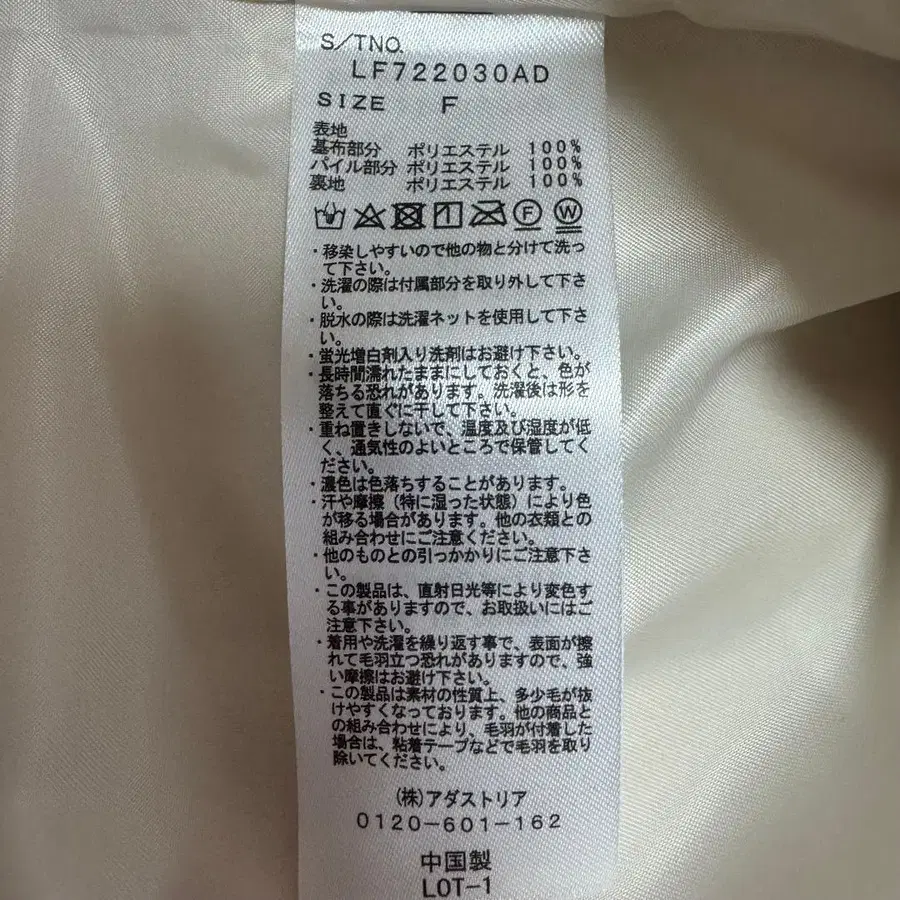 S/TNO.
LF722030AD
SIZE F
表地
基布部分 ポリエステル 100%
パイル部分 ポリエステル 100%
裏地 ポリエステル 100%
F W
・移染しやすいので他の物と分けて洗っ
て下さい。
・洗濯の際は付属部分を取り外して下さ
い。
・脱水の際は洗濯ネットを使用して下さ
い。
・蛍光増白剤入り洗剤はお避け下さい。
・長時間濡れたままにしておくと、色が
落ちる恐れがあります。洗濯後は形を
整えて直ぐに干して下さい。
・重ね置きしないで、温度及び湿度が低
く、通気性のよいところで保管してく
ださい。
・濃色は色落ちすることがあります。
・汗や摩擦（特に湿った状態）により色
が移る場合があります。他の衣類との
組み合わせにご注意ください。
・他のものとの引っかかりにご注意下さ
い。
・この製品は、直射日光等により変色す
る事がありますので、お取扱いにはご
注意下さい。
・着用や洗濯を繰り返す事で、表面が擦
れて毛羽立つ恐れがありますので、強
い摩擦はお避け下さい。
・この製品は素材の性質上、多少毛が抜
けやすくなっております。他の商品と
の組み合わせにより、毛羽が付着した
場合は、粘着テープなどで毛羽を取り
除いてください。
（株）アダストリア
0120-601-162
中国製
LOT-1